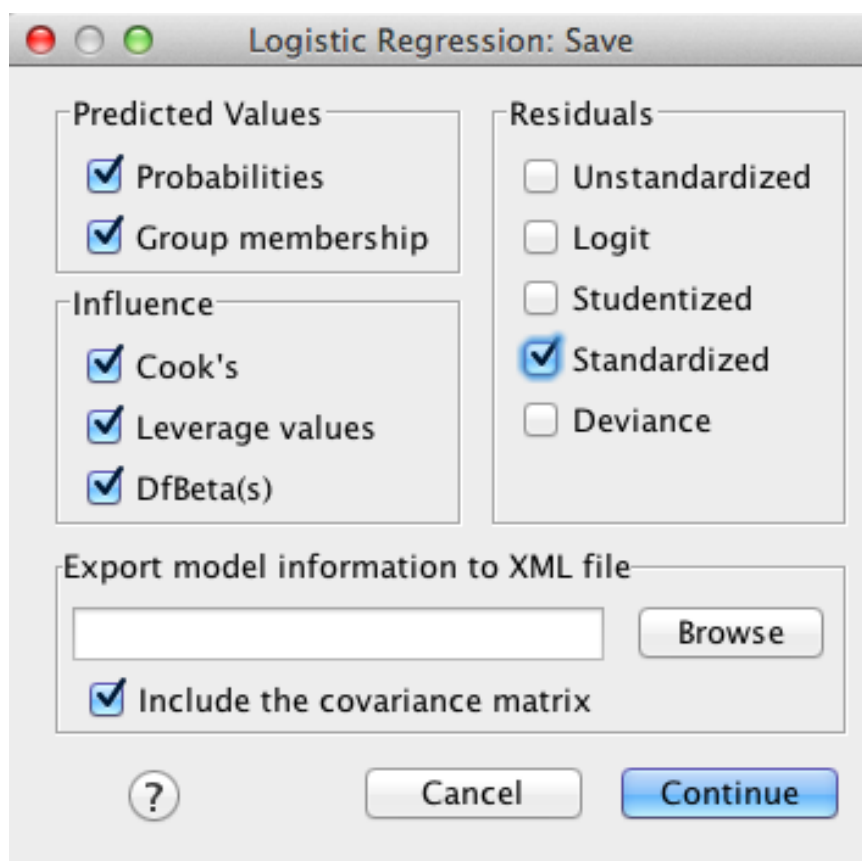 Logistic Regression: Save
Predicted Values
Probabilities
Group membership
Influence
Cook's
Leverage values
DfBeta(s)
Residuals
Unstandardized
Logit
Studentized
Standardized
Deviance
Export model information to XML file
Browse
Include the covariance matrix
?
Cancel
Continue